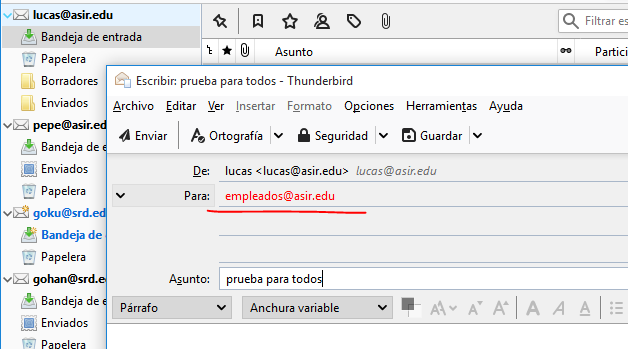 lucas@asir.edu
Bandeja de entrada
Papelera
Borradores
Enviados
pepe@asir.ed
Bandeja de
Enviados
Papelera
goku@srd.ed
Bandeja de
Papelera
gohan@srd.e
Bandeja de
Enviados
Papelera
Filtrar es
Asunto
Partici
Escribir: prueba para todos - Thunderbird
Archivo Editar Ver Insertar Formato Opciones Herramientas Ayuda
Enviar Ortografía Seguridad Guardar
De: lucas <lucas@asir.edu> lucas@asir.edu
Para: empleados@asir.edu
Asunto: prueba para todos
Párrafo Anchura variable